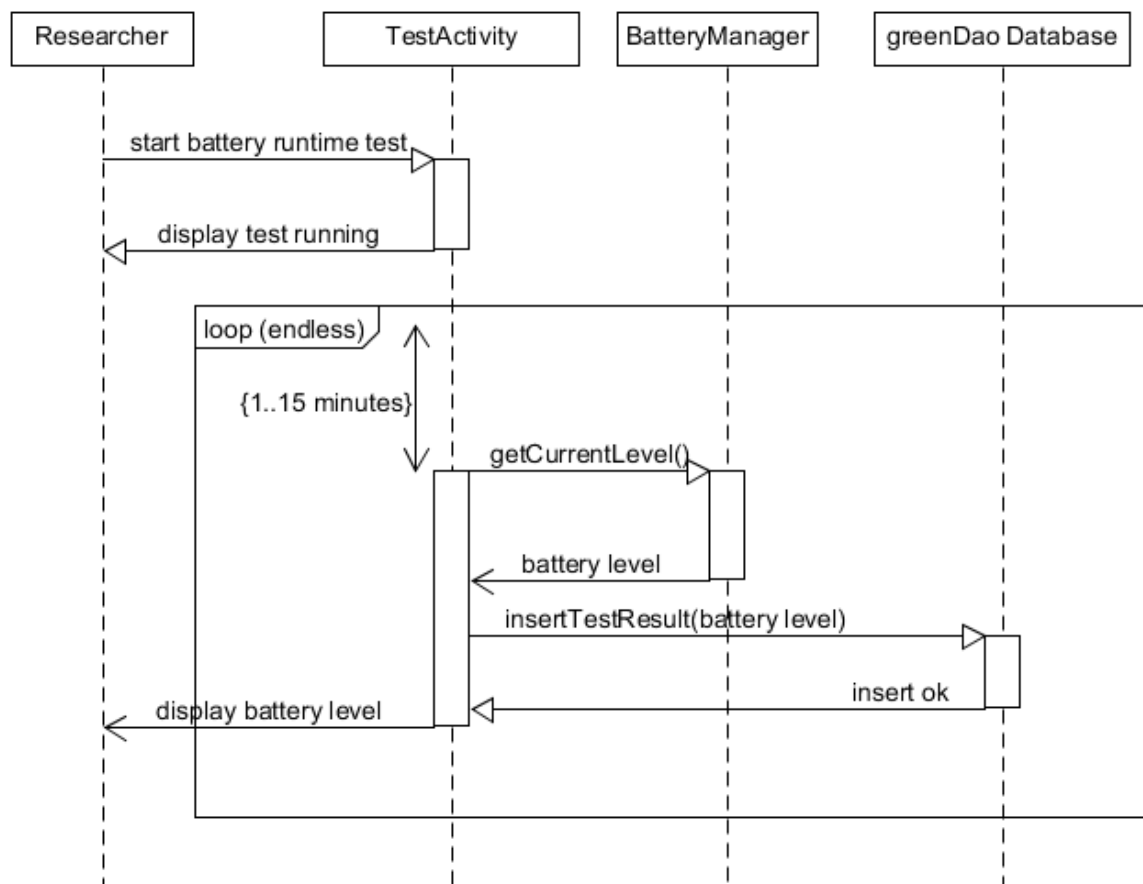 Researcher
TestActivity
BatteryManager
greenDao Database
start battery runtime test
display test running
loop (endless)
{1..15 minutes}
getCurrentLevel()
battery level
insertTestResult(battery level)
insert ok
display battery level